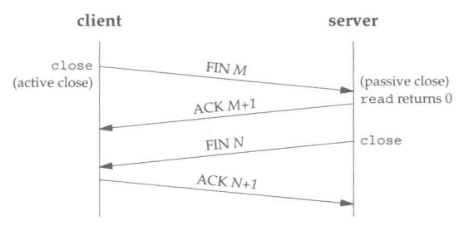 client server
close
(active close)
FIN M
(passive close)
read returns 0
ACK M+1
close
FIN N
ACK N+1